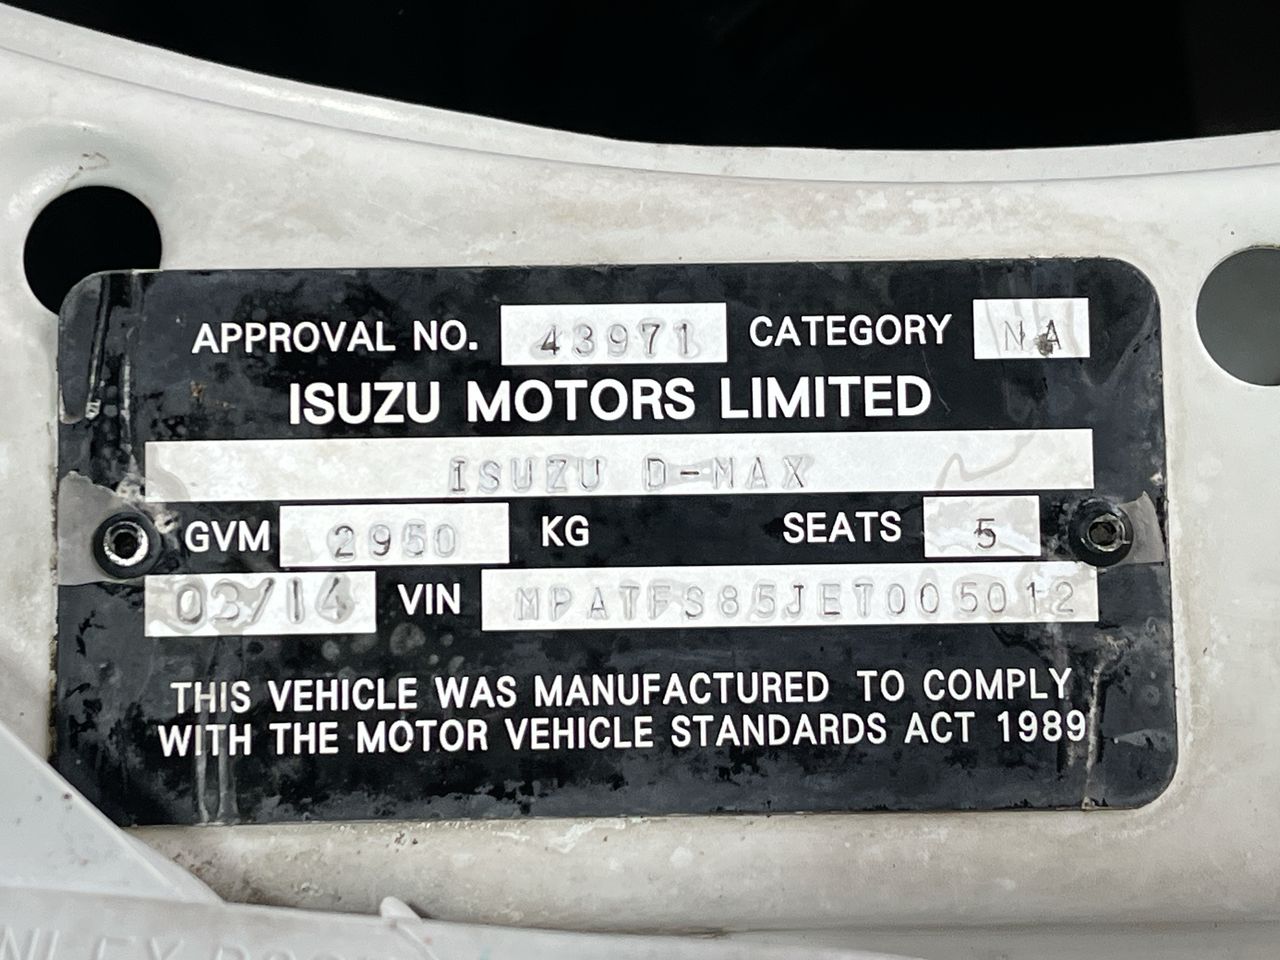 APPROVAL NO. 43971 CATEGORY NA
ISUZU MOTORS LIMITED
ISUZU D-MAX
GVM 2950 KG SEATS 5
03/14 VIN MPATFS85JET005012
THIS VEHICLE WAS MANUFACTURED TO COMPLY
WITH THE MOTOR VEHICLE STANDARDS ACT 1989